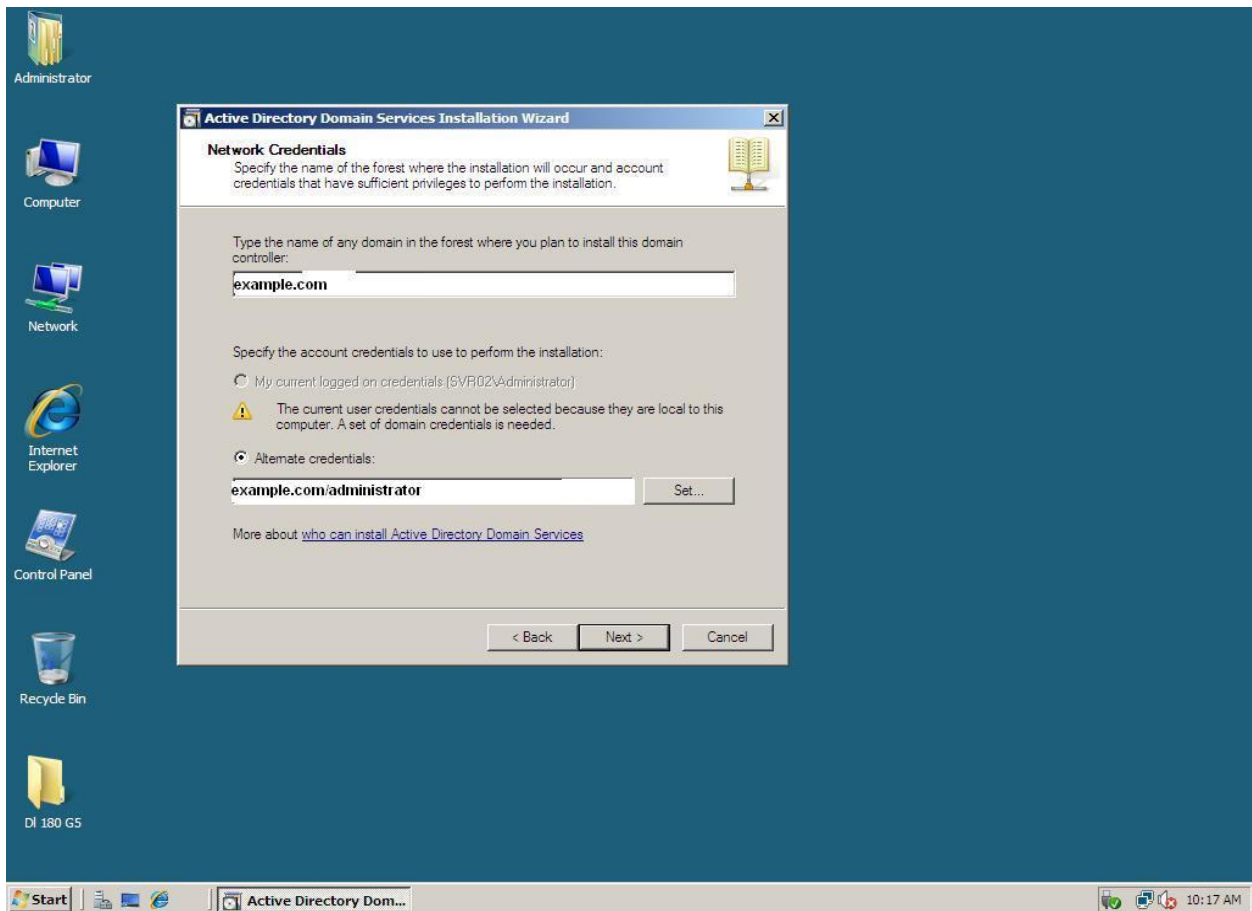 Administrator
Computer
Network
Internet
Explorer
Control Panel
Recycle Bin
Dl 180 G5
Active Directory Domain Services Installation Wizard
Network Credentials
Specify the name of the forest where the installation will occur and account
credentials that have sufficient privileges to perform the installation.
Type the name of any domain in the forest where you plan to install this domain
controller:
example.com
Specify the account credentials to use to perform the installation:
My current logged on credentials (SVR02\Administrator)
The current user credentials cannot be selected because they are local to this
computer. A set of domain credentials is needed.
Alternate credentials:
example.com/administrator
Set...
More about who can install Active Directory Domain Services
< Back
Next >
Cancel
Start
Active Directory Dom...
10:17 AM